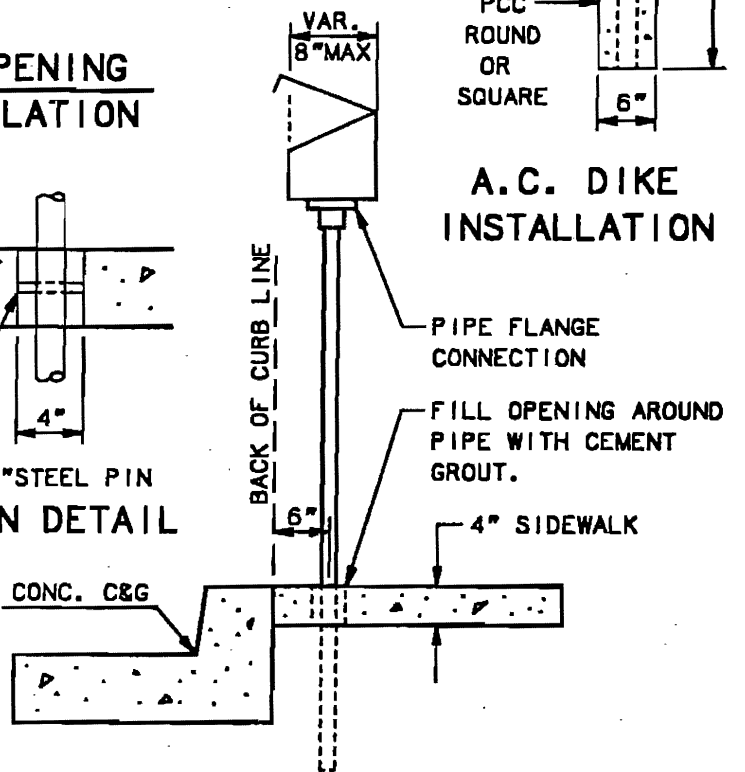 VAR.
8"MAX
PCC
ROUND
OR
SQUARE
6"
PENING
LATION
A.C. DIKE
INSTALLATION
BACK OF CURB LINE
PIPE FLANGE
CONNECTION
4"
FILL OPENING AROUND
PIPE WITH CEMENT
GROUT.
"STEEL PIN
N DETAIL
6"
4" SIDEWALK
CONC. C&G